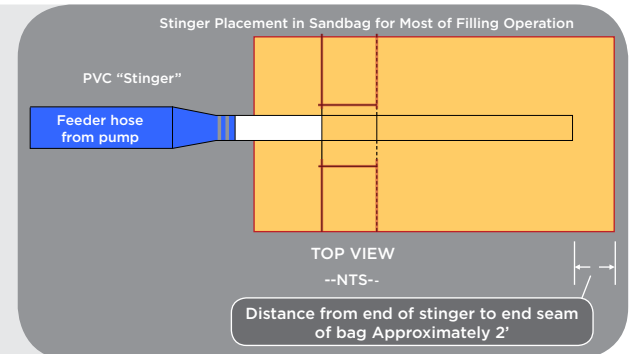 Stinger Placement in Sandbag for Most of Filling Operation
PVC “Stinger”
Feeder hose
from pump
TOP VIEW
--NTS--
Distance from end of stinger to end seam
of bag Approximately 2’